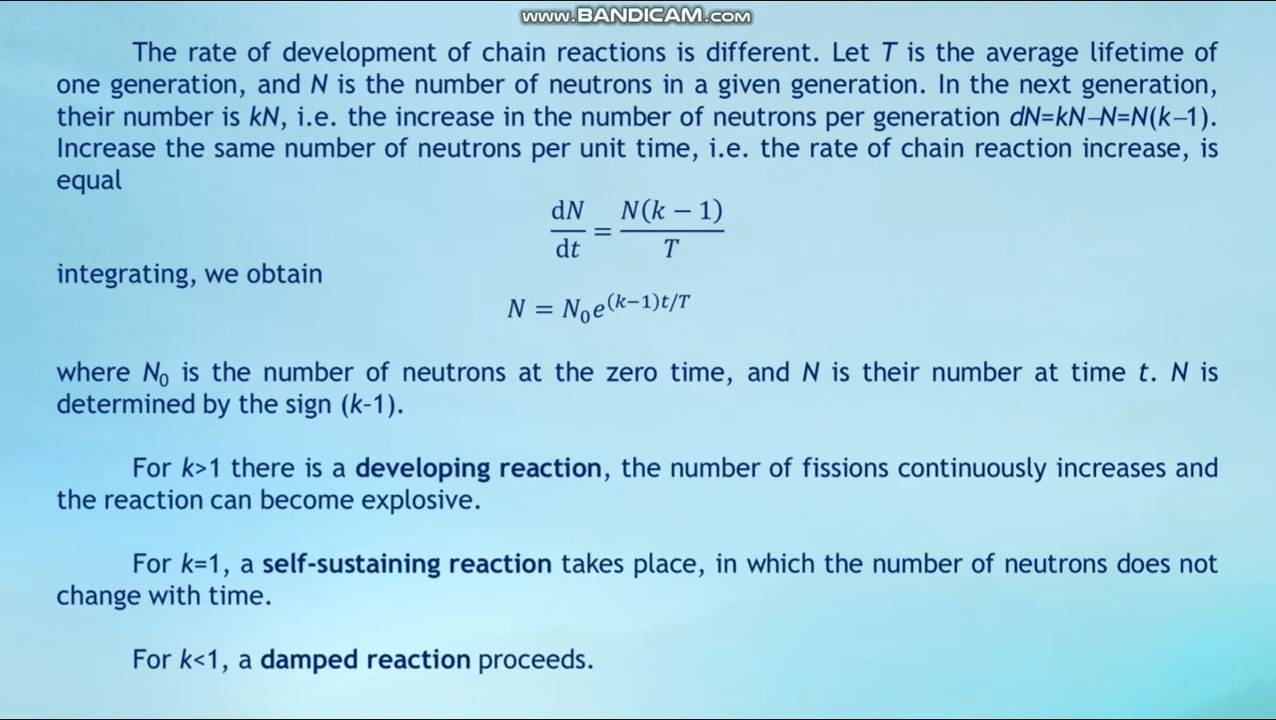 www.BANDICAM.com
The rate of development of chain reactions is different. Let T is the average lifetime of
one generation, and N is the number of neutrons in a given generation. In the next generation,
their number is kN, i.e. the increase in the number of neutrons per generation dN=kN–N=N(k–1).
Increase the same number of neutrons per unit time, i.e. the rate of chain reaction increase, is
equal
dN/dt = N(k − 1)/T
integrating, we obtain
N = N₀e^(k−1)t/T
where N₀ is the number of neutrons at the zero time, and N is their number at time t. N is
determined by the sign (k-1).
For k>1 there is a developing reaction, the number of fissions continuously increases and
the reaction can become explosive.
For k=1, a self-sustaining reaction takes place, in which the number of neutrons does not
change with time.
For k<1, a damped reaction proceeds.